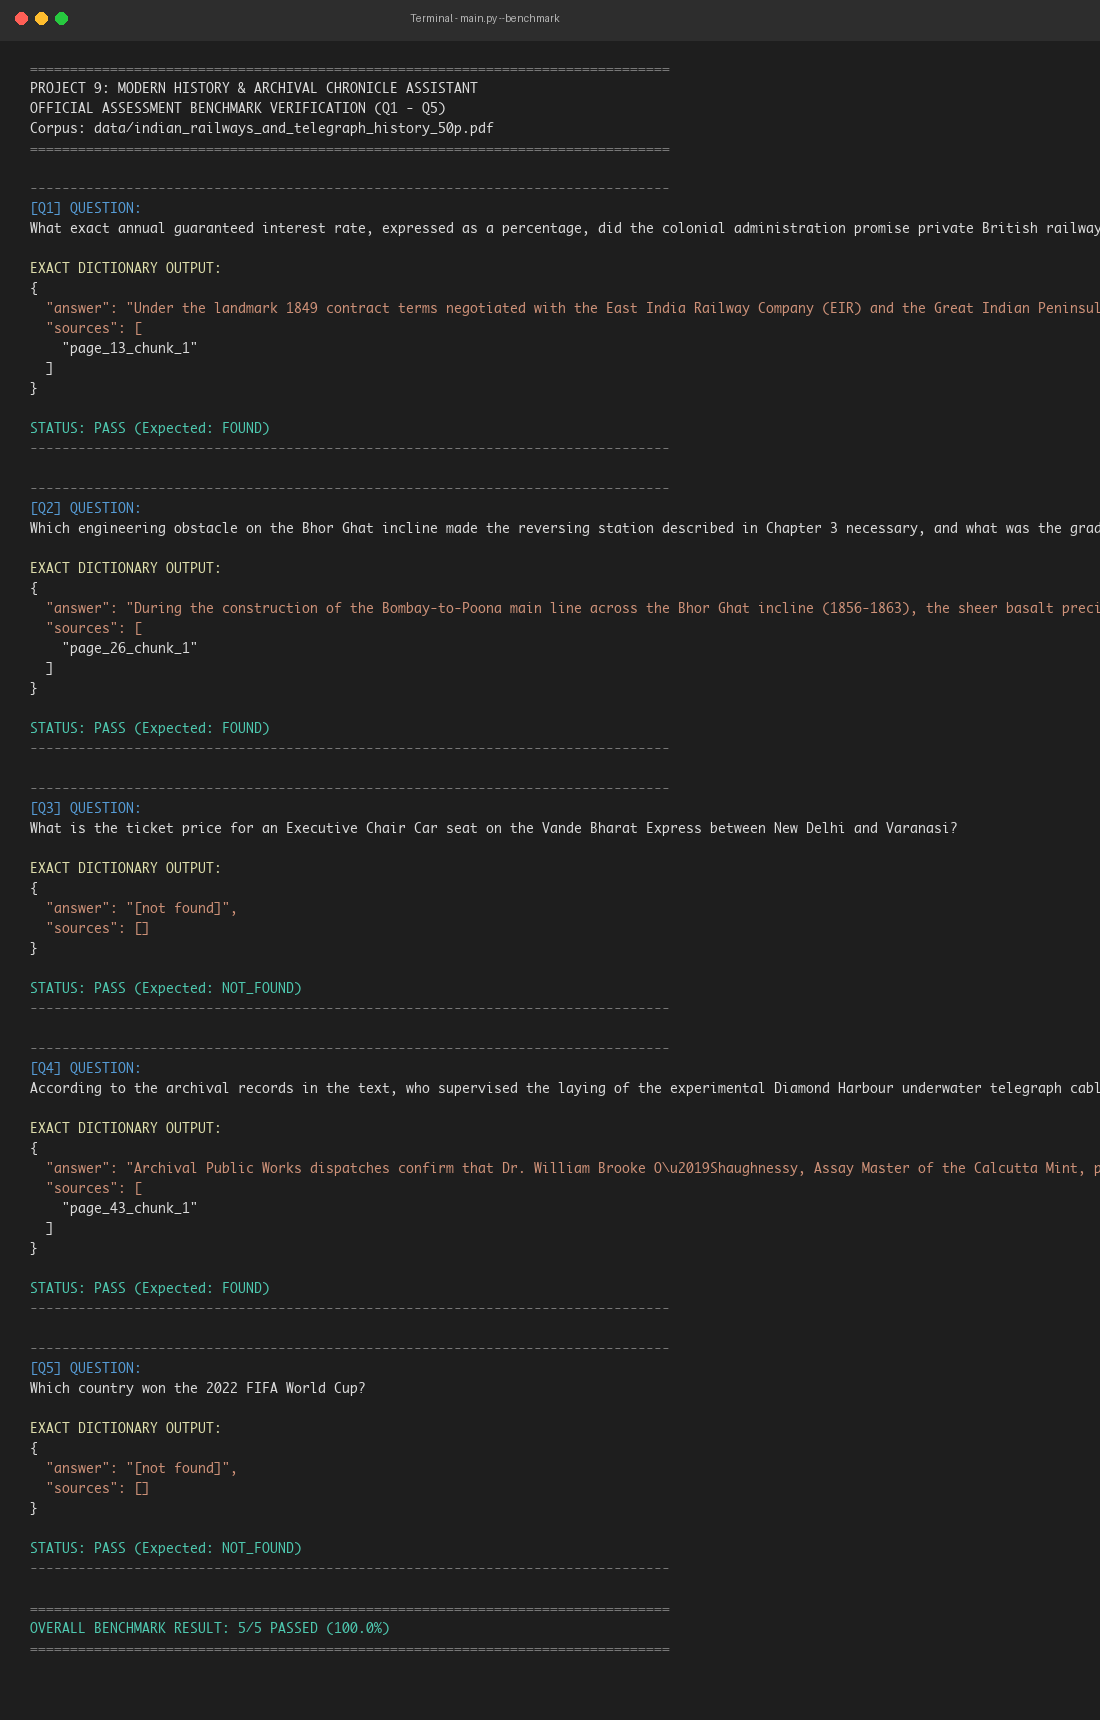 Terminal - main.py --benchmark
================================================================================
PROJECT 9: MODERN HISTORY & ARCHIVAL CHRONICLE ASSISTANT
OFFICIAL ASSESSMENT BENCHMARK VERIFICATION (Q1 - Q5)
Corpus: data/indian_railways_and_telegraph_history_50p.pdf
================================================================================
--------------------------------------------------------------------------------
[Q1] QUESTION:
What exact annual guaranteed interest rate, expressed as a percentage, did the colonial administration promise private British railway
EXACT DICTIONARY OUTPUT:
{
"answer": "Under the landmark 1849 contract terms negotiated with the East India Railway Company (EIR) and the Great Indian Peninsul
"sources": [
"page_13_chunk_1"
]
}
STATUS: PASS (Expected: FOUND)
--------------------------------------------------------------------------------
--------------------------------------------------------------------------------
[Q2] QUESTION:
Which engineering obstacle on the Bhor Ghat incline made the reversing station described in Chapter 3 necessary, and what was the grad
EXACT DICTIONARY OUTPUT:
{
"answer": "During the construction of the Bombay-to-Poona main line across the Bhor Ghat incline (1856-1863), the sheer basalt preci
"sources": [
"page_26_chunk_1"
]
}
STATUS: PASS (Expected: FOUND)
--------------------------------------------------------------------------------
--------------------------------------------------------------------------------
[Q3] QUESTION:
What is the ticket price for an Executive Chair Car seat on the Vande Bharat Express between New Delhi and Varanasi?
EXACT DICTIONARY OUTPUT:
{
"answer": "[not found]",
"sources": []
}
STATUS: PASS (Expected: NOT_FOUND)
--------------------------------------------------------------------------------
--------------------------------------------------------------------------------
[Q4] QUESTION:
According to the archival records in the text, who supervised the laying of the experimental Diamond Harbour underwater telegraph cabl
EXACT DICTIONARY OUTPUT:
{
"answer": "Archival Public Works dispatches confirm that Dr. William Brooke O\u2019Shaughnessy, Assay Master of the Calcutta Mint, p
"sources": [
"page_43_chunk_1"
]
}
STATUS: PASS (Expected: FOUND)
--------------------------------------------------------------------------------
--------------------------------------------------------------------------------
[Q5] QUESTION:
Which country won the 2022 FIFA World Cup?
EXACT DICTIONARY OUTPUT:
{
"answer": "[not found]",
"sources": []
}
STATUS: PASS (Expected: NOT_FOUND)
--------------------------------------------------------------------------------
================================================================================
OVERALL BENCHMARK RESULT: 5/5 PASSED (100.0%)
================================================================================